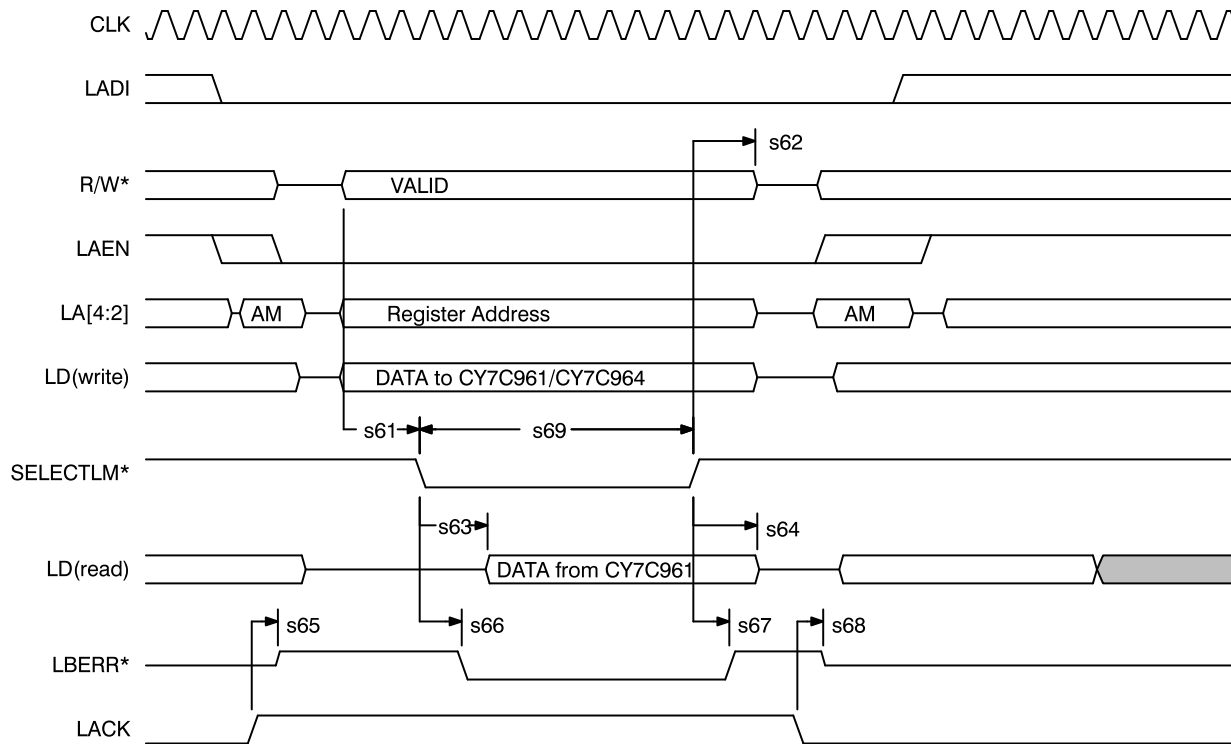 CLK
LADI
s62
R/W*
VALID
LAEN
LA[4:2]
AM
Register Address
AM
LD(write)
DATA to CY7C961/CY7C964
s61
s69
SELECTLM*
s63
s64
LD(read)
DATA from CY7C961
s65
s66
s67
s68
LBERR*
LACK